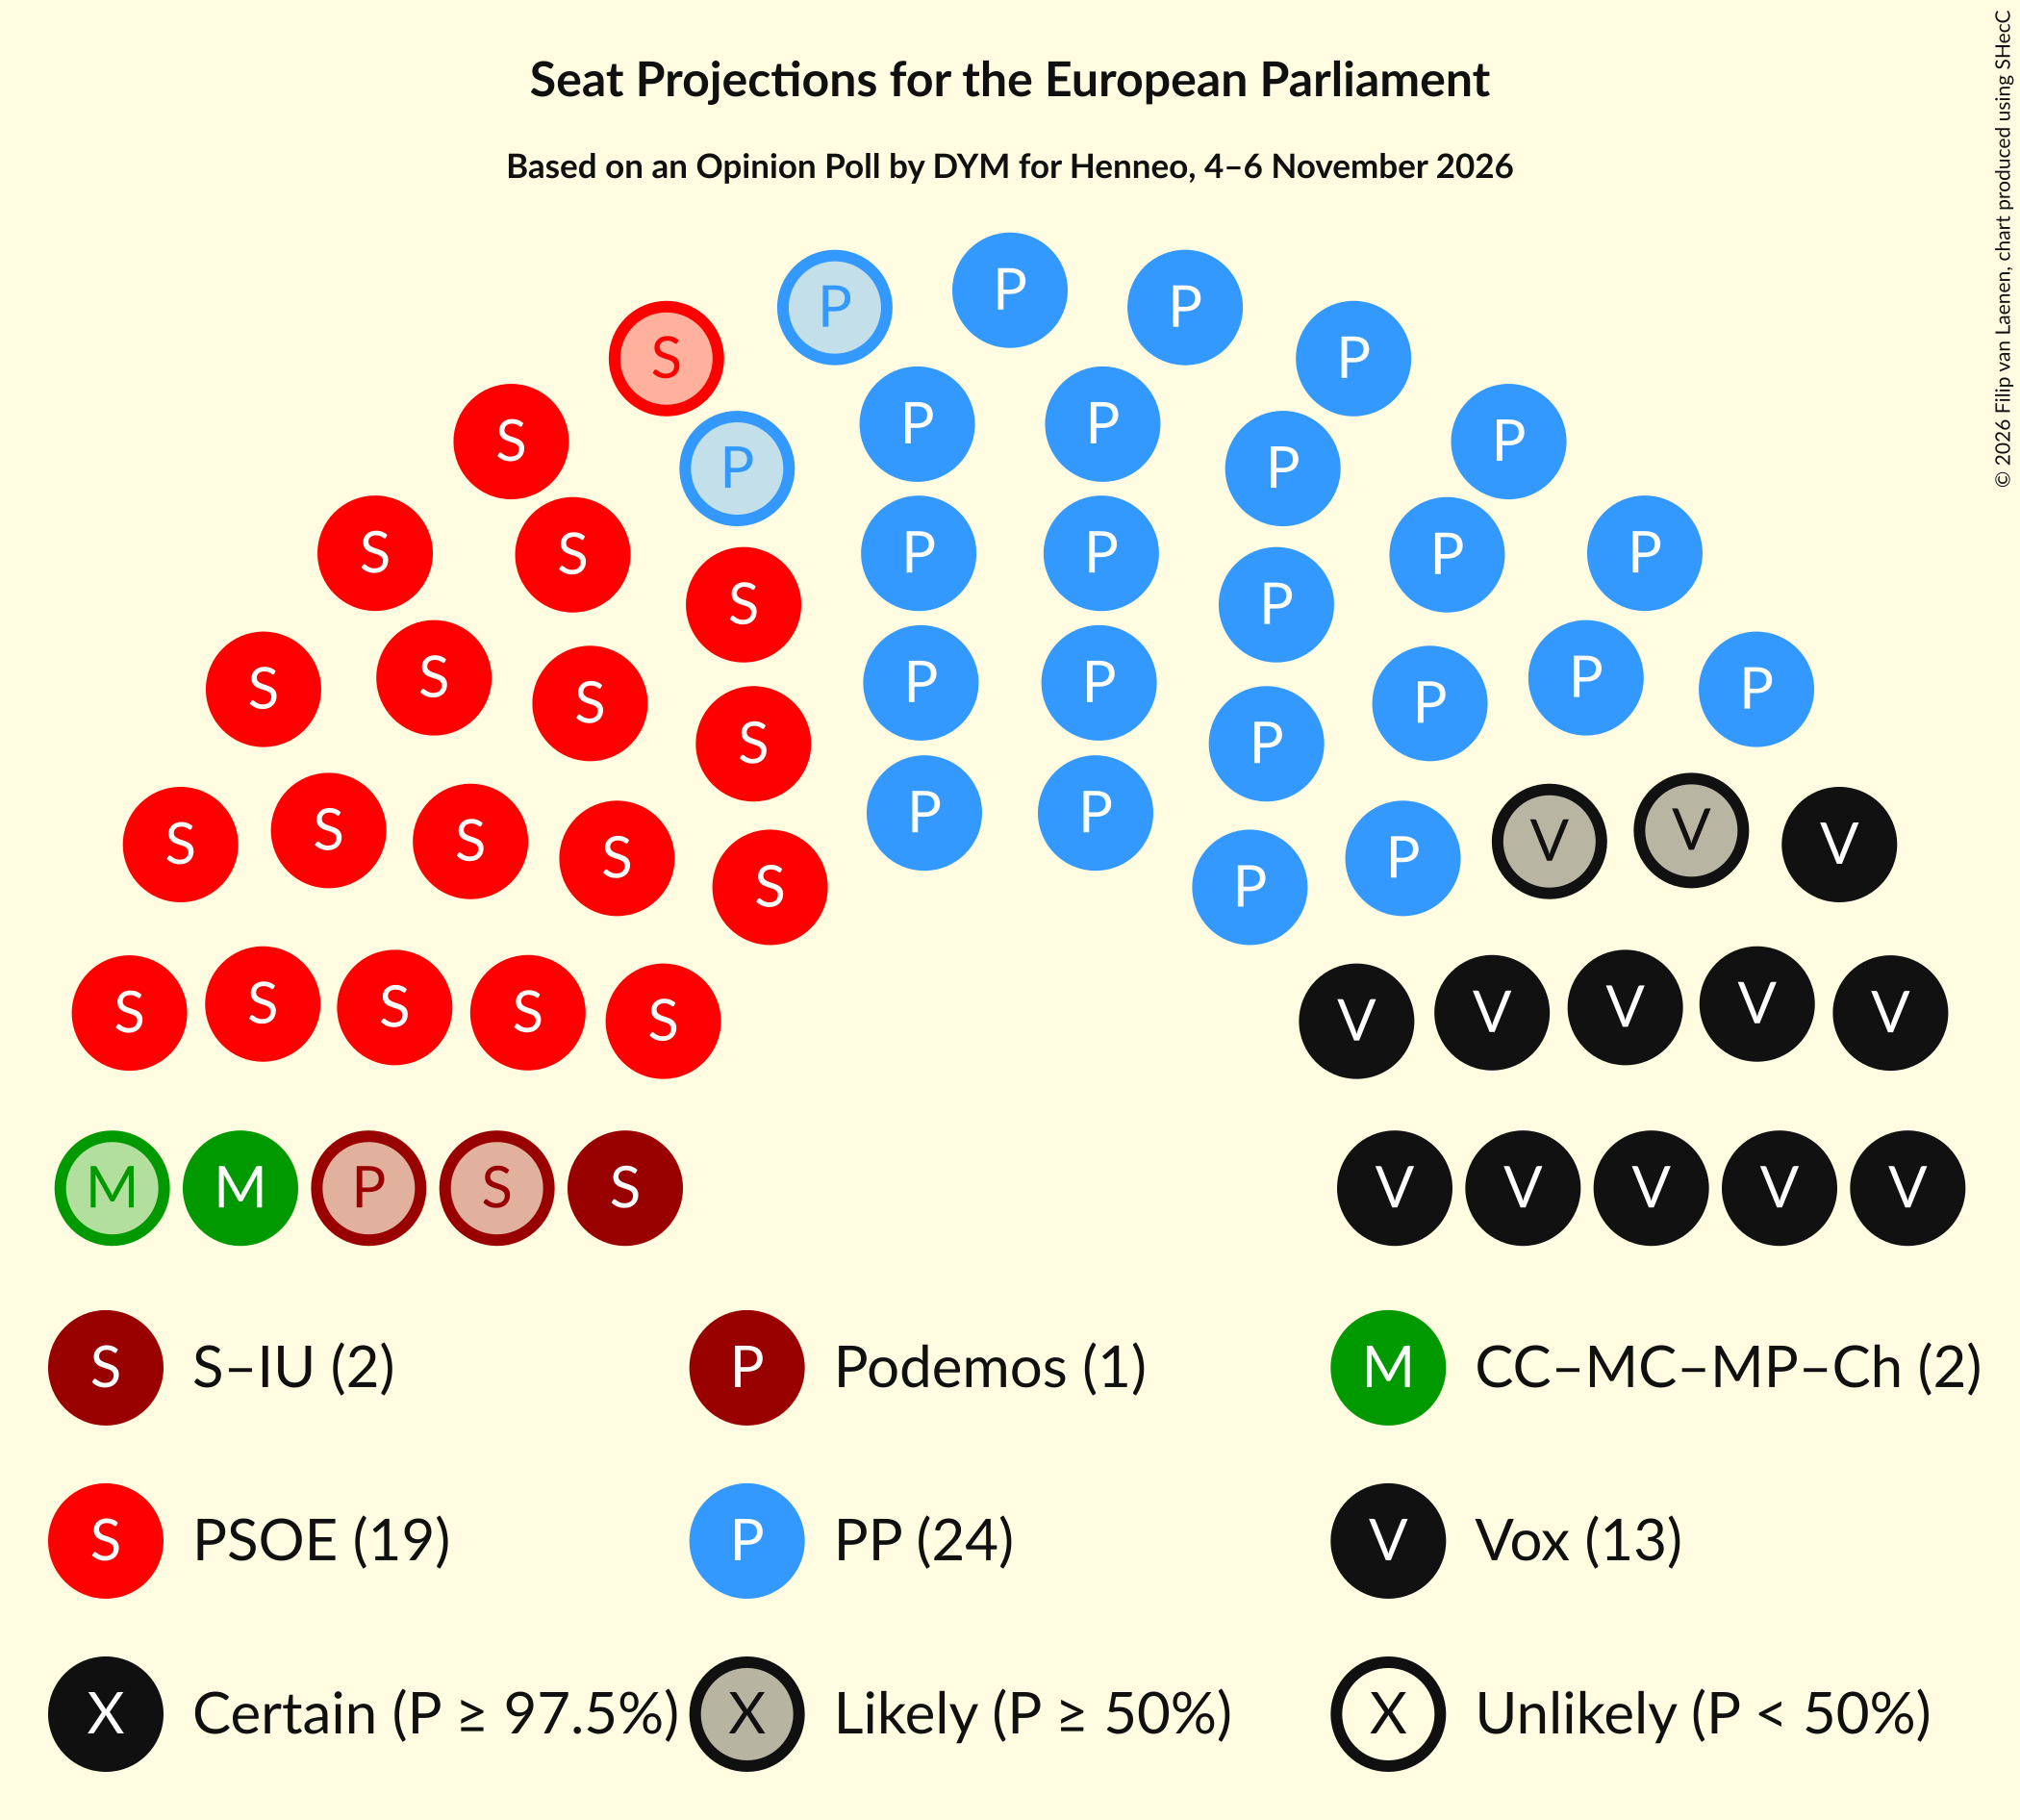 Seat Projections for the European Parliament
Based on an Opinion Poll by DYM for Henneo, 4–6 November 2026
© 2026 Filip van Laenen, chart produced using SHecC
P
P P
P P
S P P
S P
P P
P P
S S P P
S P P P
S P
S S P P
S P P
S P P
S P P
S S V V
S V
S P P
S S P P
S S S S S V V V V V
M M P S S V V V V V
S S–IU (2) P Podemos (1) M CC–MC–MP–Ch (2)
S PSOE (19) P PP (24) V Vox (13)
X Certain (P ≥ 97.5%) X Likely (P ≥ 50%) X Unlikely (P < 50%)